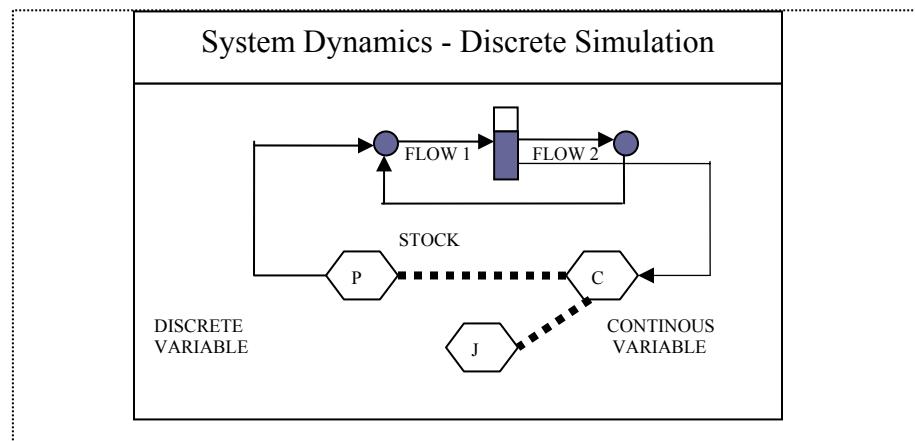 System Dynamics - Discrete Simulation
FLOW 1
FLOW 2
STOCK
P
C
DISCRETE
VARIABLE
J
CONTINOUS
VARIABLE